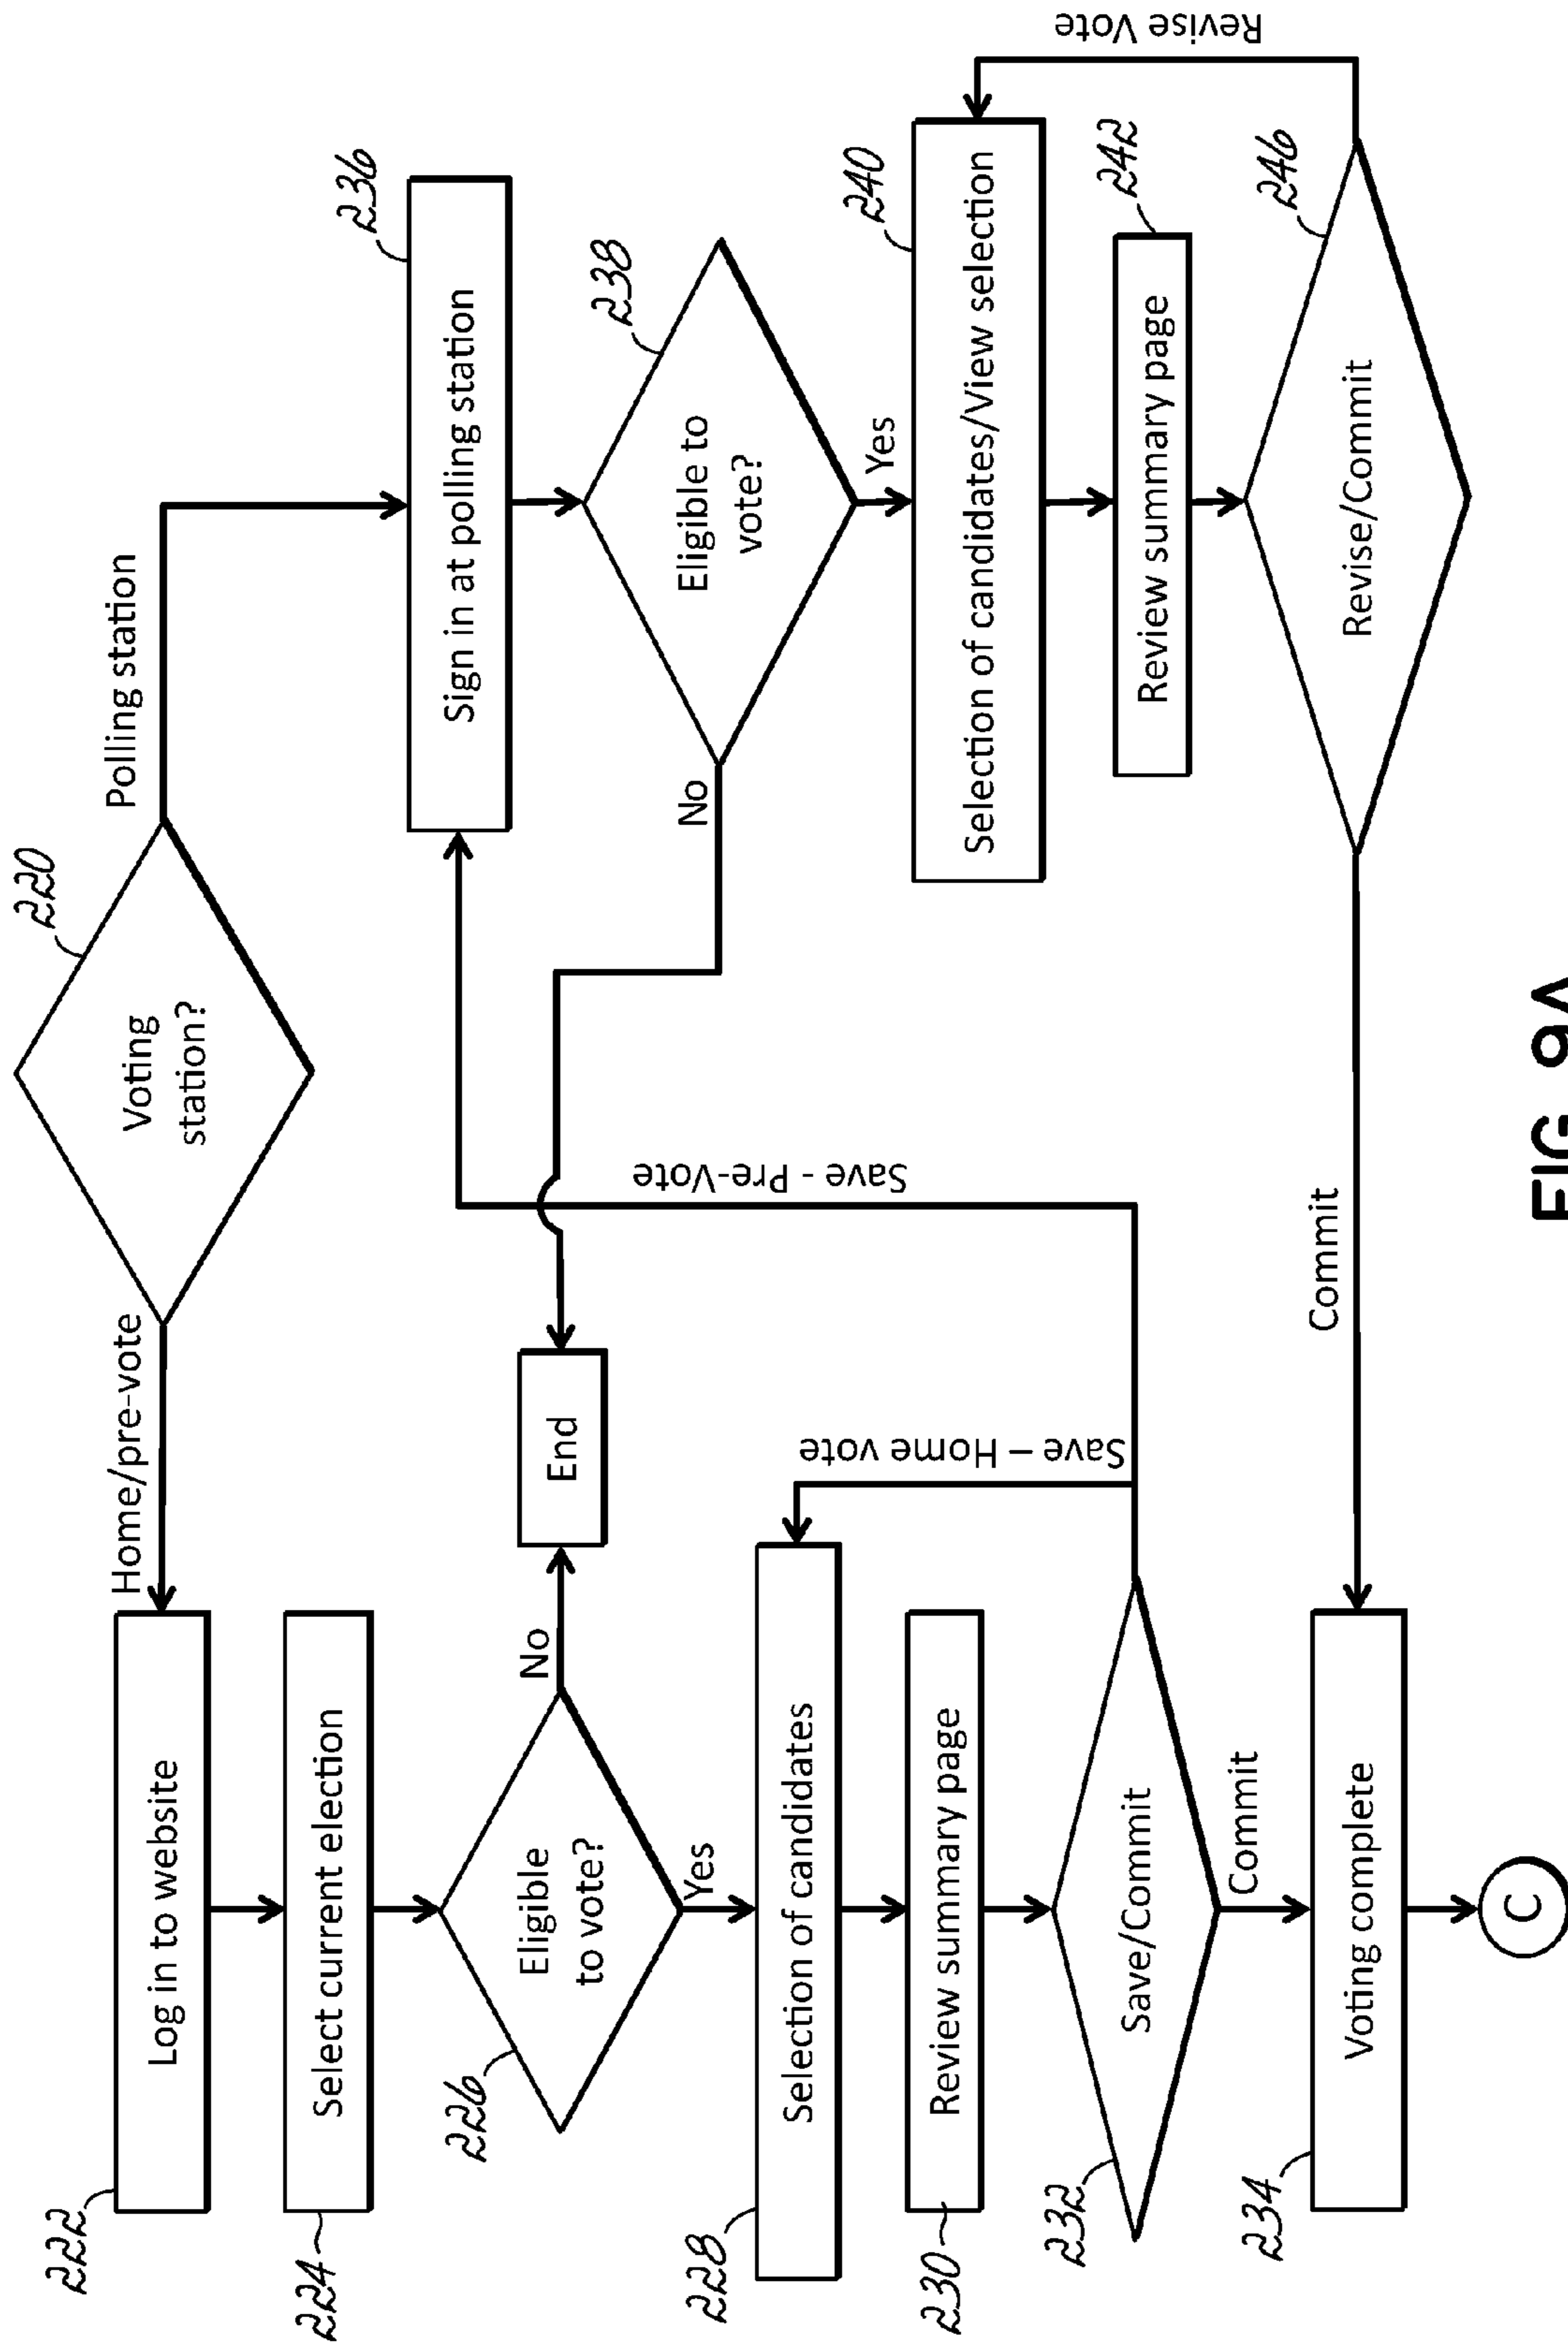 220
Voting
station?
Home/pre-vote
Polling station
222
Log in to website
224
Select current election
226
Eligible
to vote?
No
End
Yes
228
Selection of candidates
Save – Home vote
230
Review summary page
232
Save/Commit
Save - Pre-Vote
Commit
234
Voting complete
C
236
Sign in at polling station
238
Eligible to
vote?
No
Yes
240
Selection of candidates/View selection
242
Review summary page
246
Revise/Commit
Revise Vote
Commit
FIG